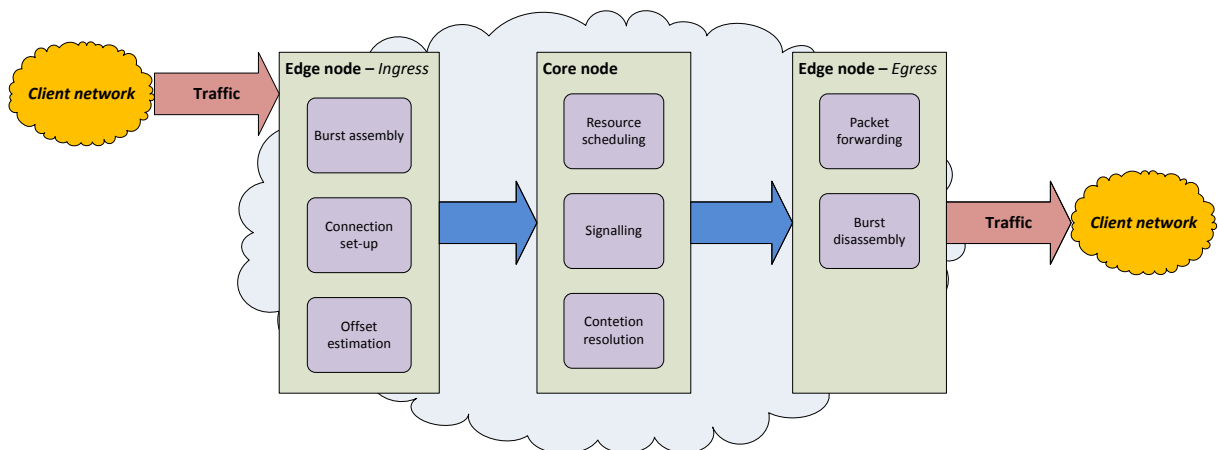 Client network
Traffic
Edge node – Ingress
Burst assembly
Connection
set-up
Offset
estimation
Core node
Resource
scheduling
Signalling
Contetion
resolution
Edge node – Egress
Packet
forwarding
Burst
disassembly
Traffic
Client network